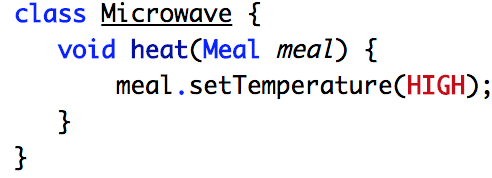 class Microwave {
   void heat(Meal meal) {
      meal.setTemperature(HIGH);
   }
}